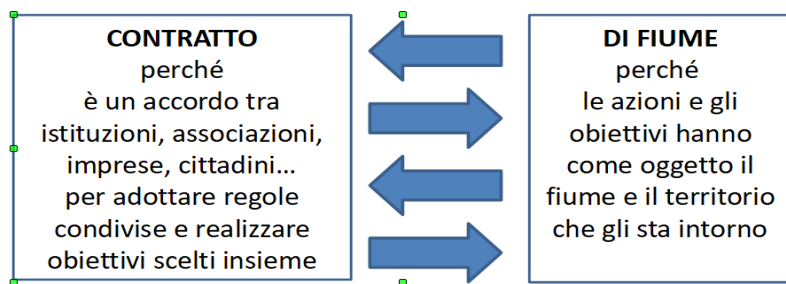 CONTRATTO
perché
è un accordo tra
istituzioni, associazioni,
imprese, cittadini...
per adottare regole
condivise e realizzare
obiettivi scelti insieme
DI FIUME
perché
le azioni e gli
obiettivi hanno
come oggetto il
fiume e il territorio
che gli sta intorno